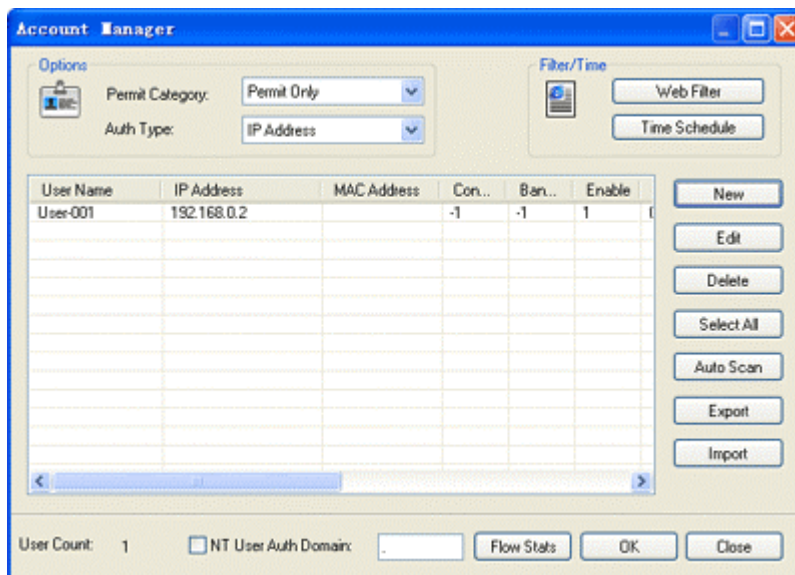 Account Manager
Options
Permit Category: Permit Only
Auth Type: IP Address
Filter/Time
Web Filter
Time Schedule
User Name IP Address MAC Address Con... Ban... Enable
User-001 192.168.0.2 -1 -1 1
New
Edit
Delete
Select All
Auto Scan
Export
Import
User Count: 1 NT User Auth Domain: . Flow Stats OK Close